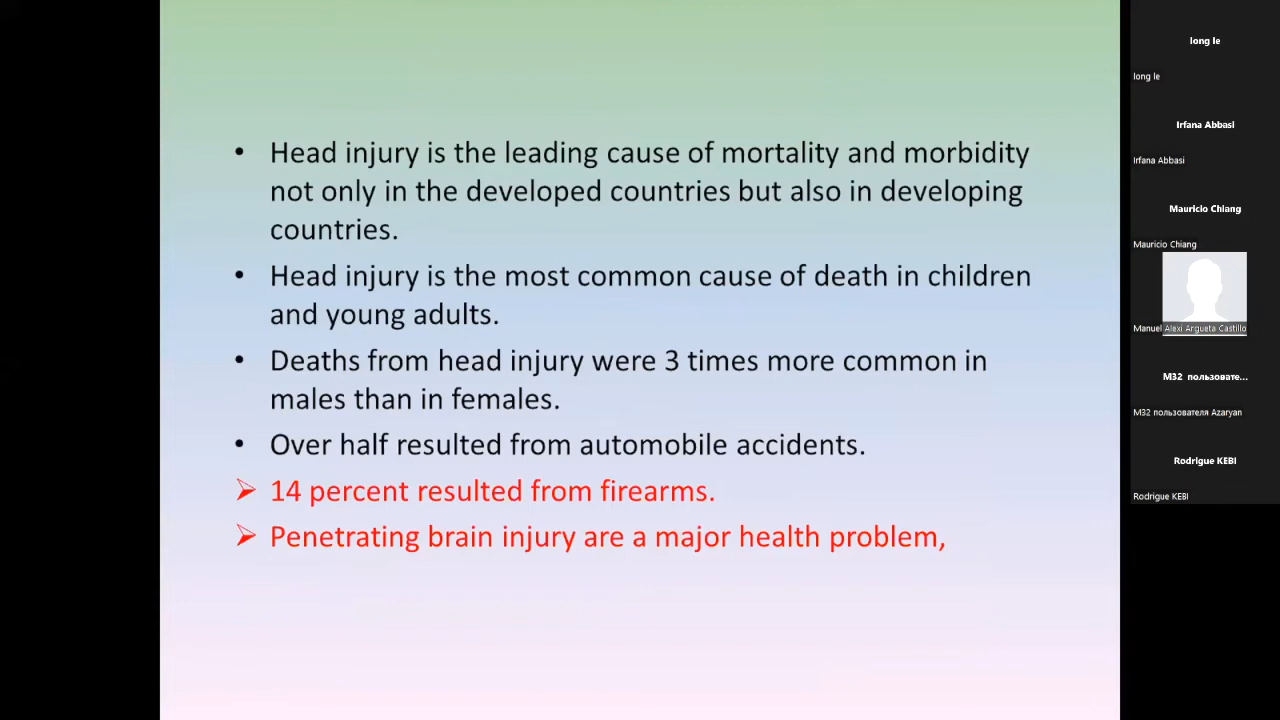 • Head injury is the leading cause of mortality and morbidity
not only in the developed countries but also in developing
countries.
• Head injury is the most common cause of death in children
and young adults.
• Deaths from head injury were 3 times more common in
males than in females.
• Over half resulted from automobile accidents.
➢ 14 percent resulted from firearms.
➢ Penetrating brain injury are a major health problem,
long le
long le
Irfana Abbasi
Irfana Abbasi
Mauricio Chiang
Mauricio Chiang
Manuel Alexi Argueta Castillo
M32 пользовате...
M32 пользователя Azaryan
Rodrigue KEBI
Rodrigue KEBI